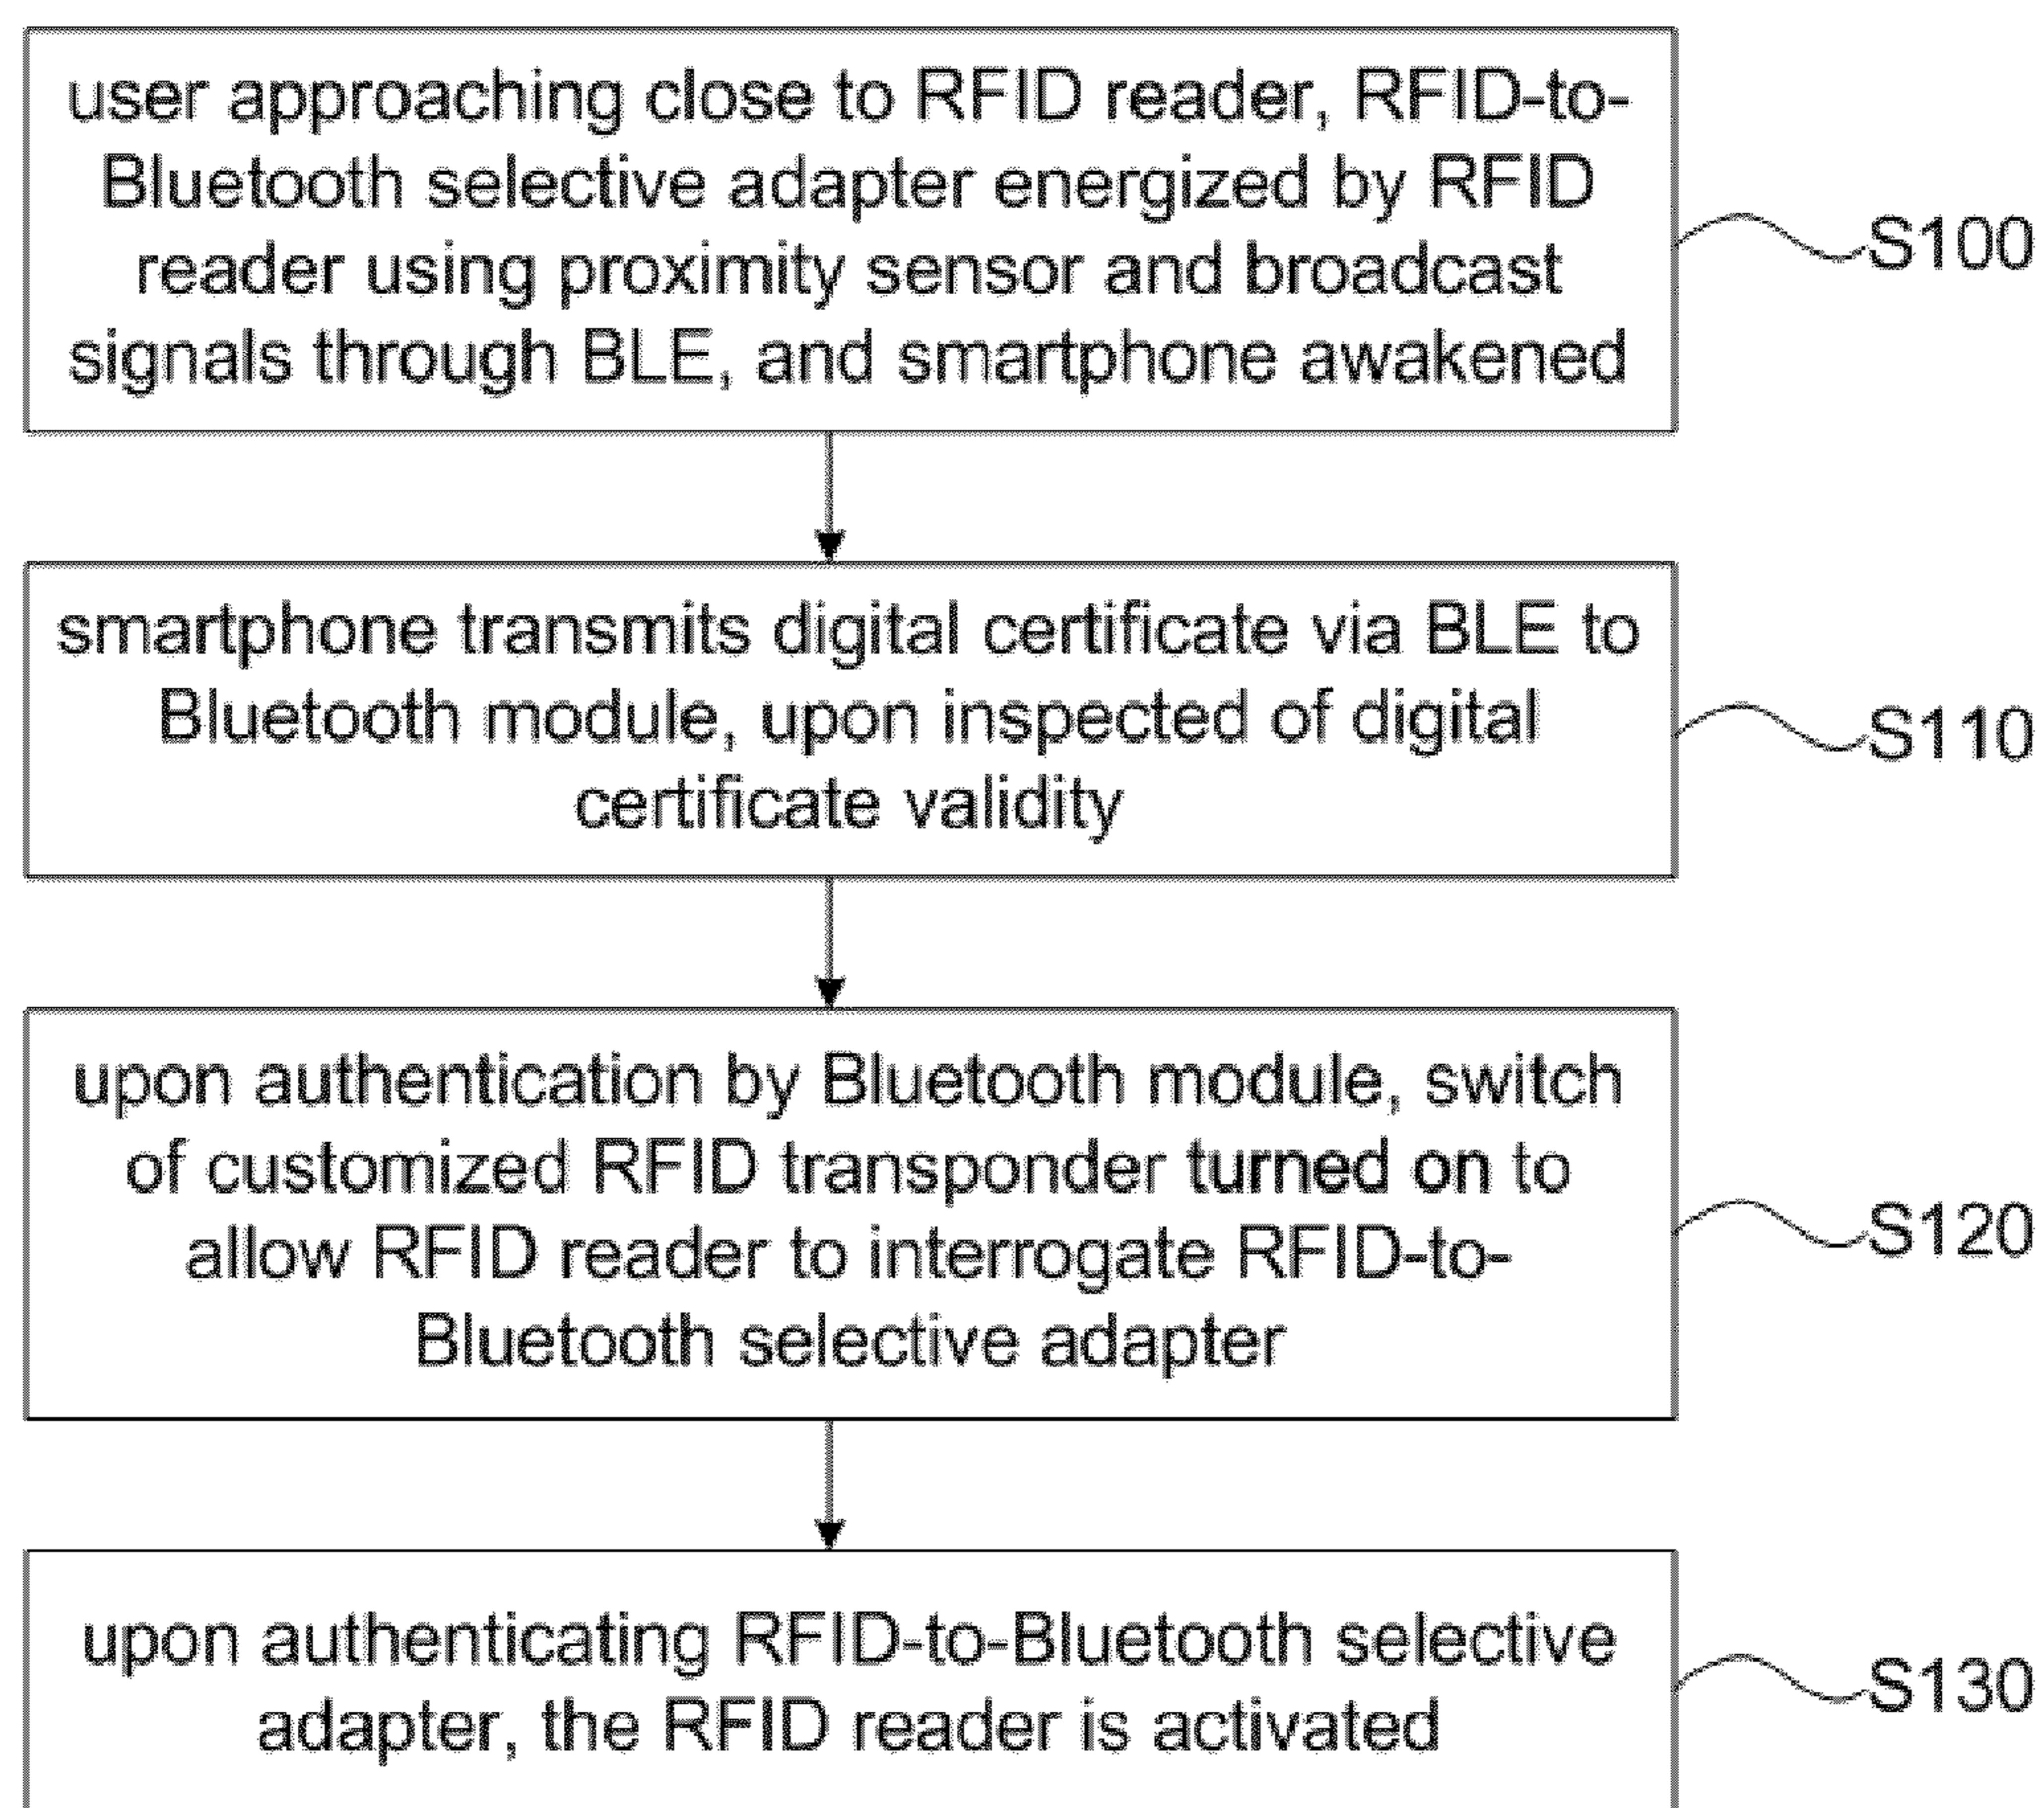 user approaching close to RFID reader, RFID-to-
Bluetooth selective adapter energized by RFID
reader using proximity sensor and broadcast
signals through BLE, and smartphone awakened
S100
smartphone transmits digital certificate via BLE to
Bluetooth module, upon inspected of digital
certificate validity
S110
upon authentication by Bluetooth module, switch
of customized RFID transponder turned on to
allow RFID reader to interrogate RFID-to-
Bluetooth selective adapter
S120
upon authenticating RFID-to-Bluetooth selective
adapter, the RFID reader is activated
S130